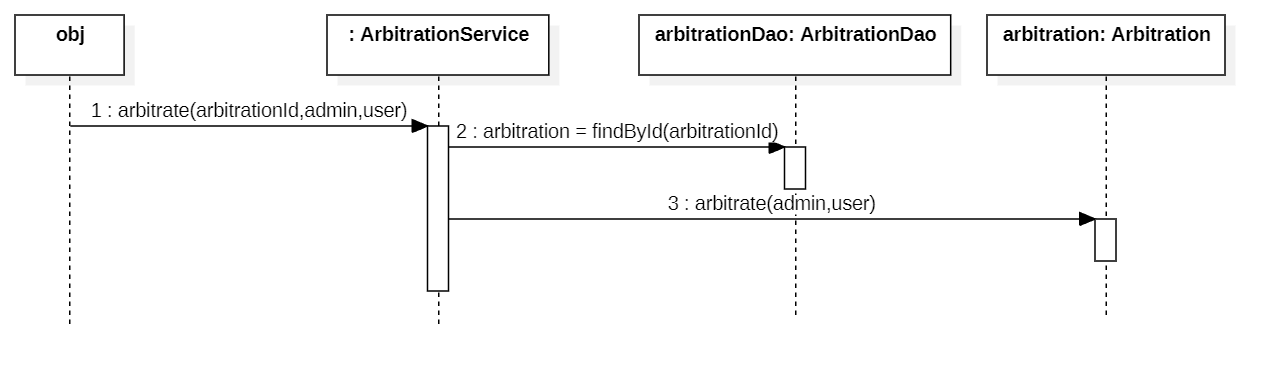 obj
: ArbitrationService
arbitrationDao: ArbitrationDao
arbitration: Arbitration
1 : arbitrate(arbitrationId,admin,user)
2 : arbitration = findById(arbitrationId)
3 : arbitrate(admin,user)